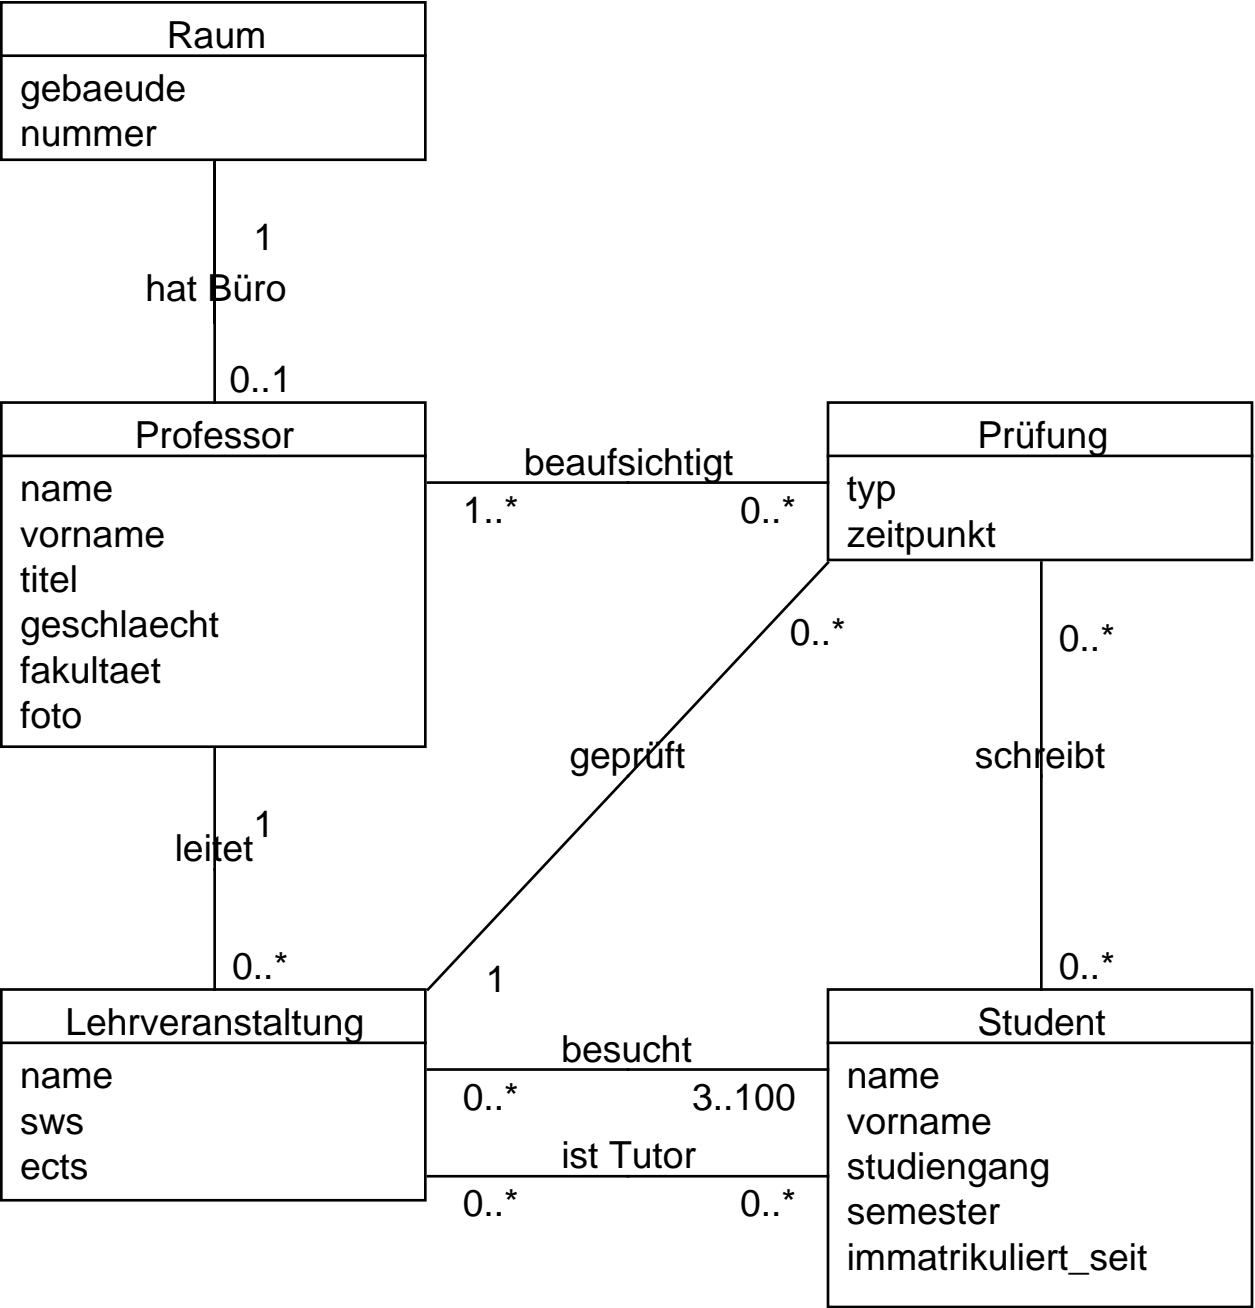 Raum
gebaeude
nummer
1
hat Büro
0..1
Professor
name
vorname
titel
geschlaecht
fakultaet
foto
beaufsichtigt
1..*
0..*
Prüfung
typ
zeitpunkt
0..*
0..*
geprüft
schreibt
1
leitet
0..*
1
0..*
Lehrveranstaltung
name
sws
ects
besucht
0..*
3..100
ist Tutor
0..*
0..*
Student
name
vorname
studiengang
semester
immatrikuliert_seit